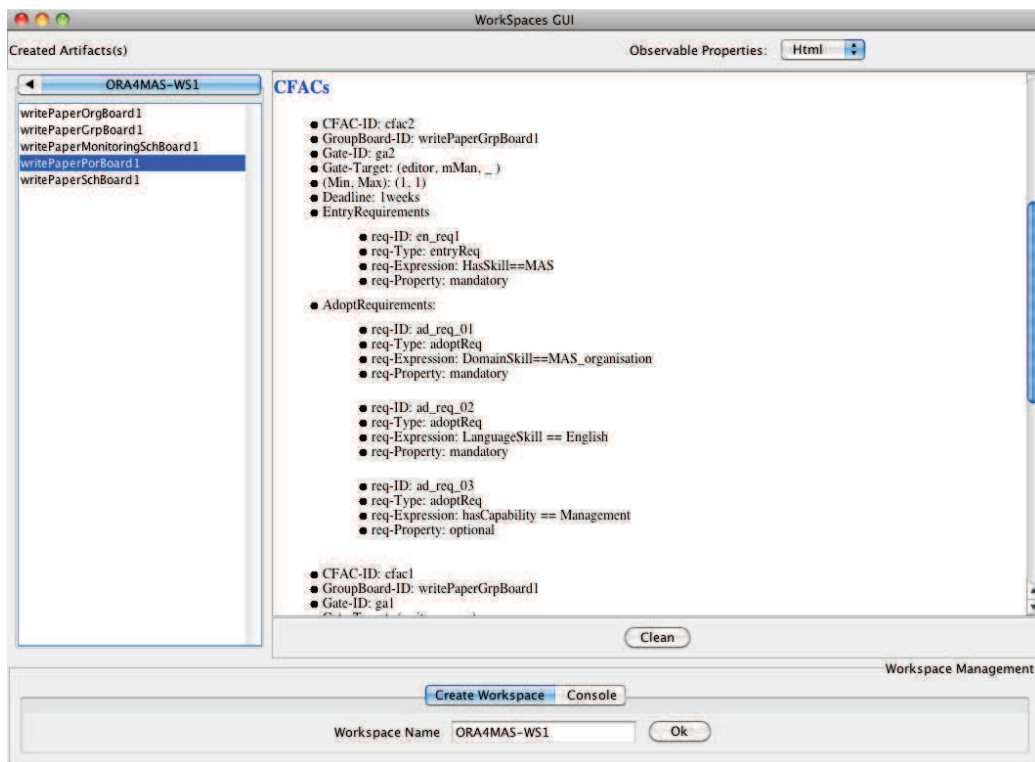 WorkSpaces GUI
Created Artifacts(s)
Observable Properties: Html
ORA4MAS-WS1
writePaperOrgBoard1
writePaperGrpBoard1
writePaperMonitoringSchBoard1
writePaperPorBoard1
writePaperSchBoard1
CFACs
CFAC-ID: cfac2
GroupBoard-ID: writePaperGrpBoard1
Gate-ID: ga2
Gate-Target: (editor, mMan, _ )
(Min, Max): (1, 1)
Deadline: 1weeks
EntryRequirements
req-ID: en_req1
req-Type: entryReq
req-Expression: HasSkill==MAS
req-Property: mandatory
AdoptRequirements:
req-ID: ad_req_01
req-Type: adoptReq
req-Expression: DomainSkill==MAS_organisation
req-Property: mandatory
req-ID: ad_req_02
req-Type: adoptReq
req-Expression: LanguageSkill == English
req-Property: mandatory
req-ID: ad_req_03
req-Type: adoptReq
req-Expression: hasCapability == Management
req-Property: optional
CFAC-ID: cfac1
GroupBoard-ID: writePaperGrpBoard1
Gate-ID: ga1
Clean
Workspace Management
Create Workspace Console
Workspace Name ORA4MAS-WS1 Ok